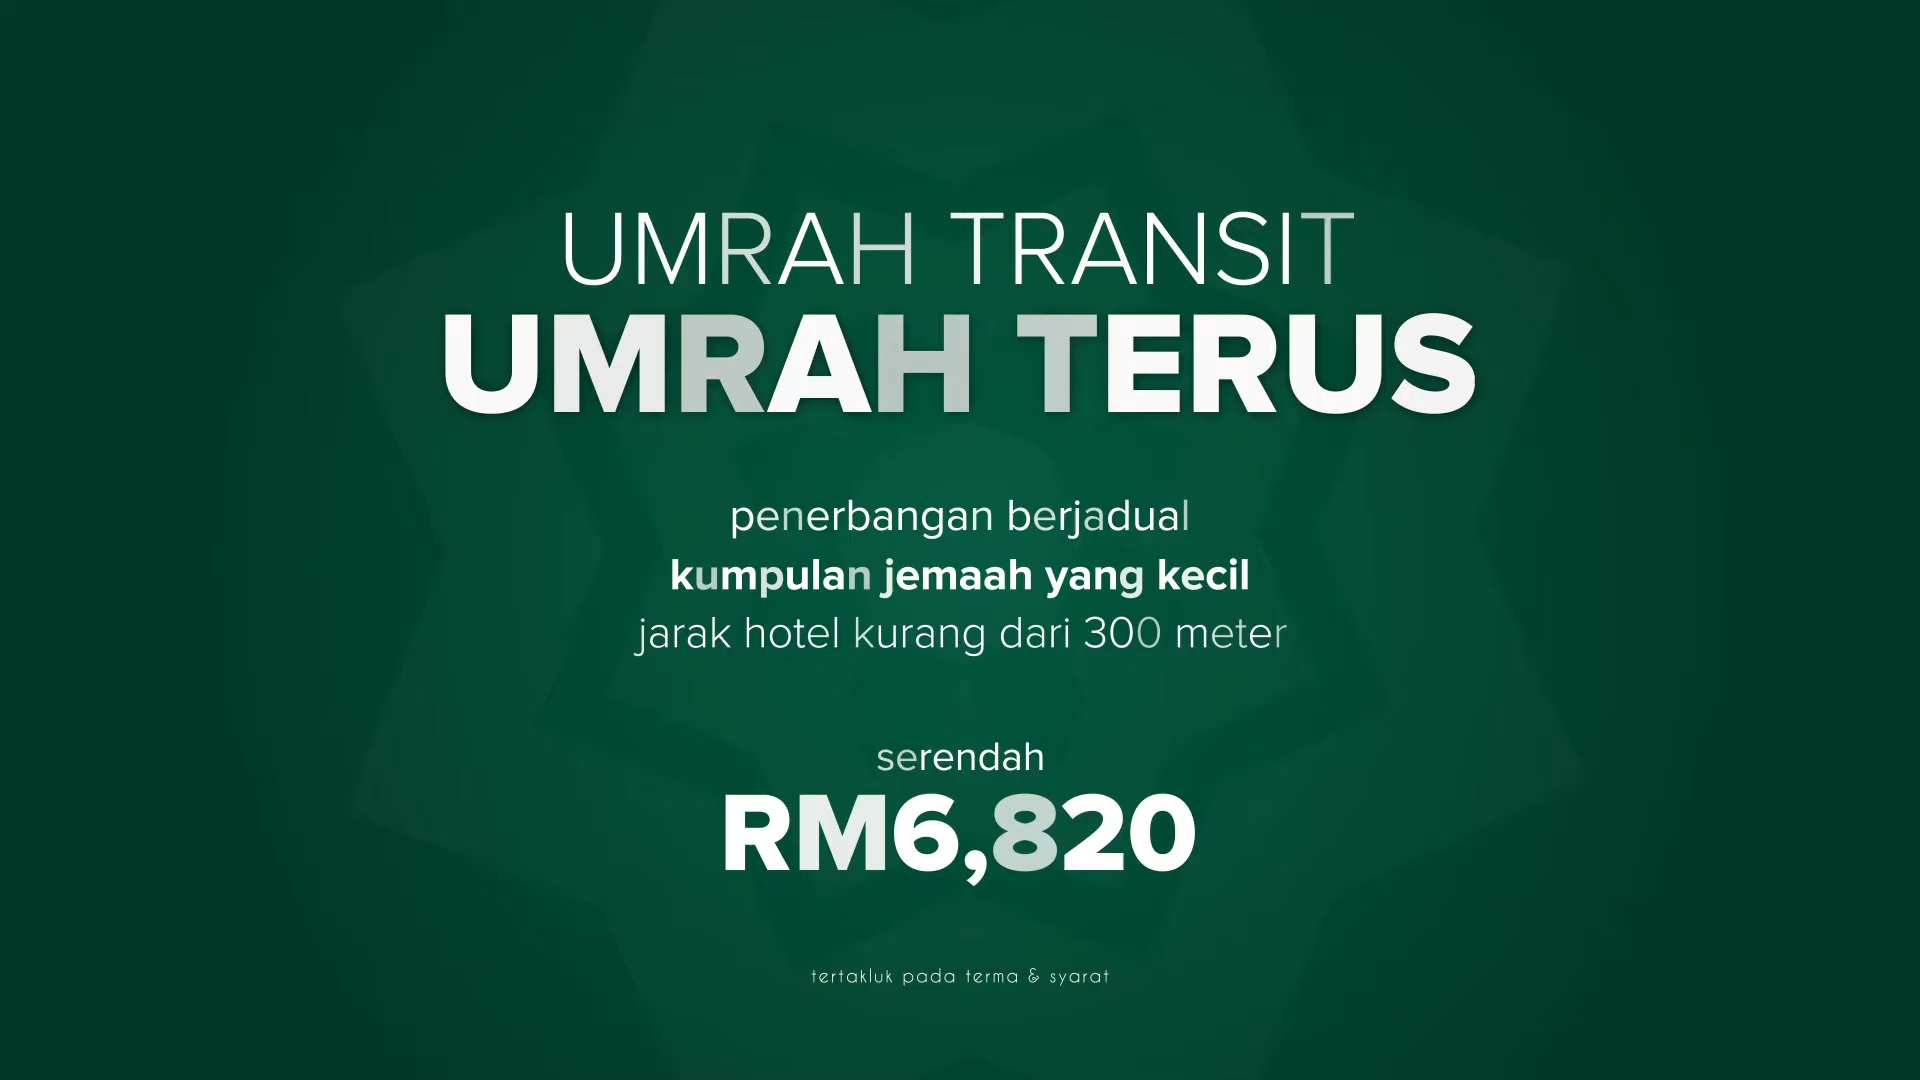 UMRAH TRANSIT
UMRAH TERUS
penerbangan berjadual
kumpulan jemaah yang kecil
jarak hotel kurang dari 300 meter
serendah
RM6,820
tertakluk pada terma & syarat